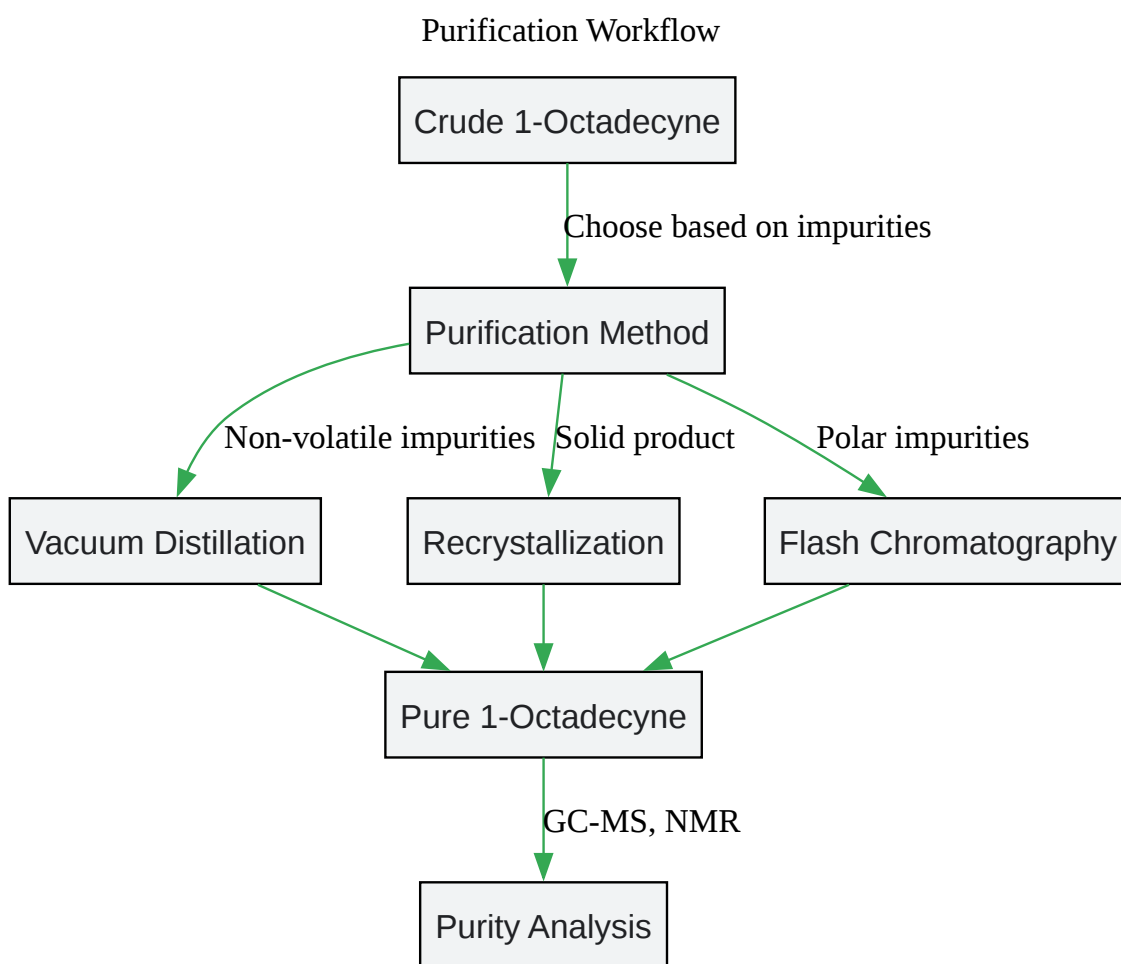 Purification Workflow
Crude 1-Octadecyne
Choose based on impurities
Purification Method
Non-volatile impurities
Solid product
Polar impurities
Vacuum Distillation
Recrystallization
Flash Chromatography
Pure 1-Octadecyne
GC-MS, NMR
Purity Analysis